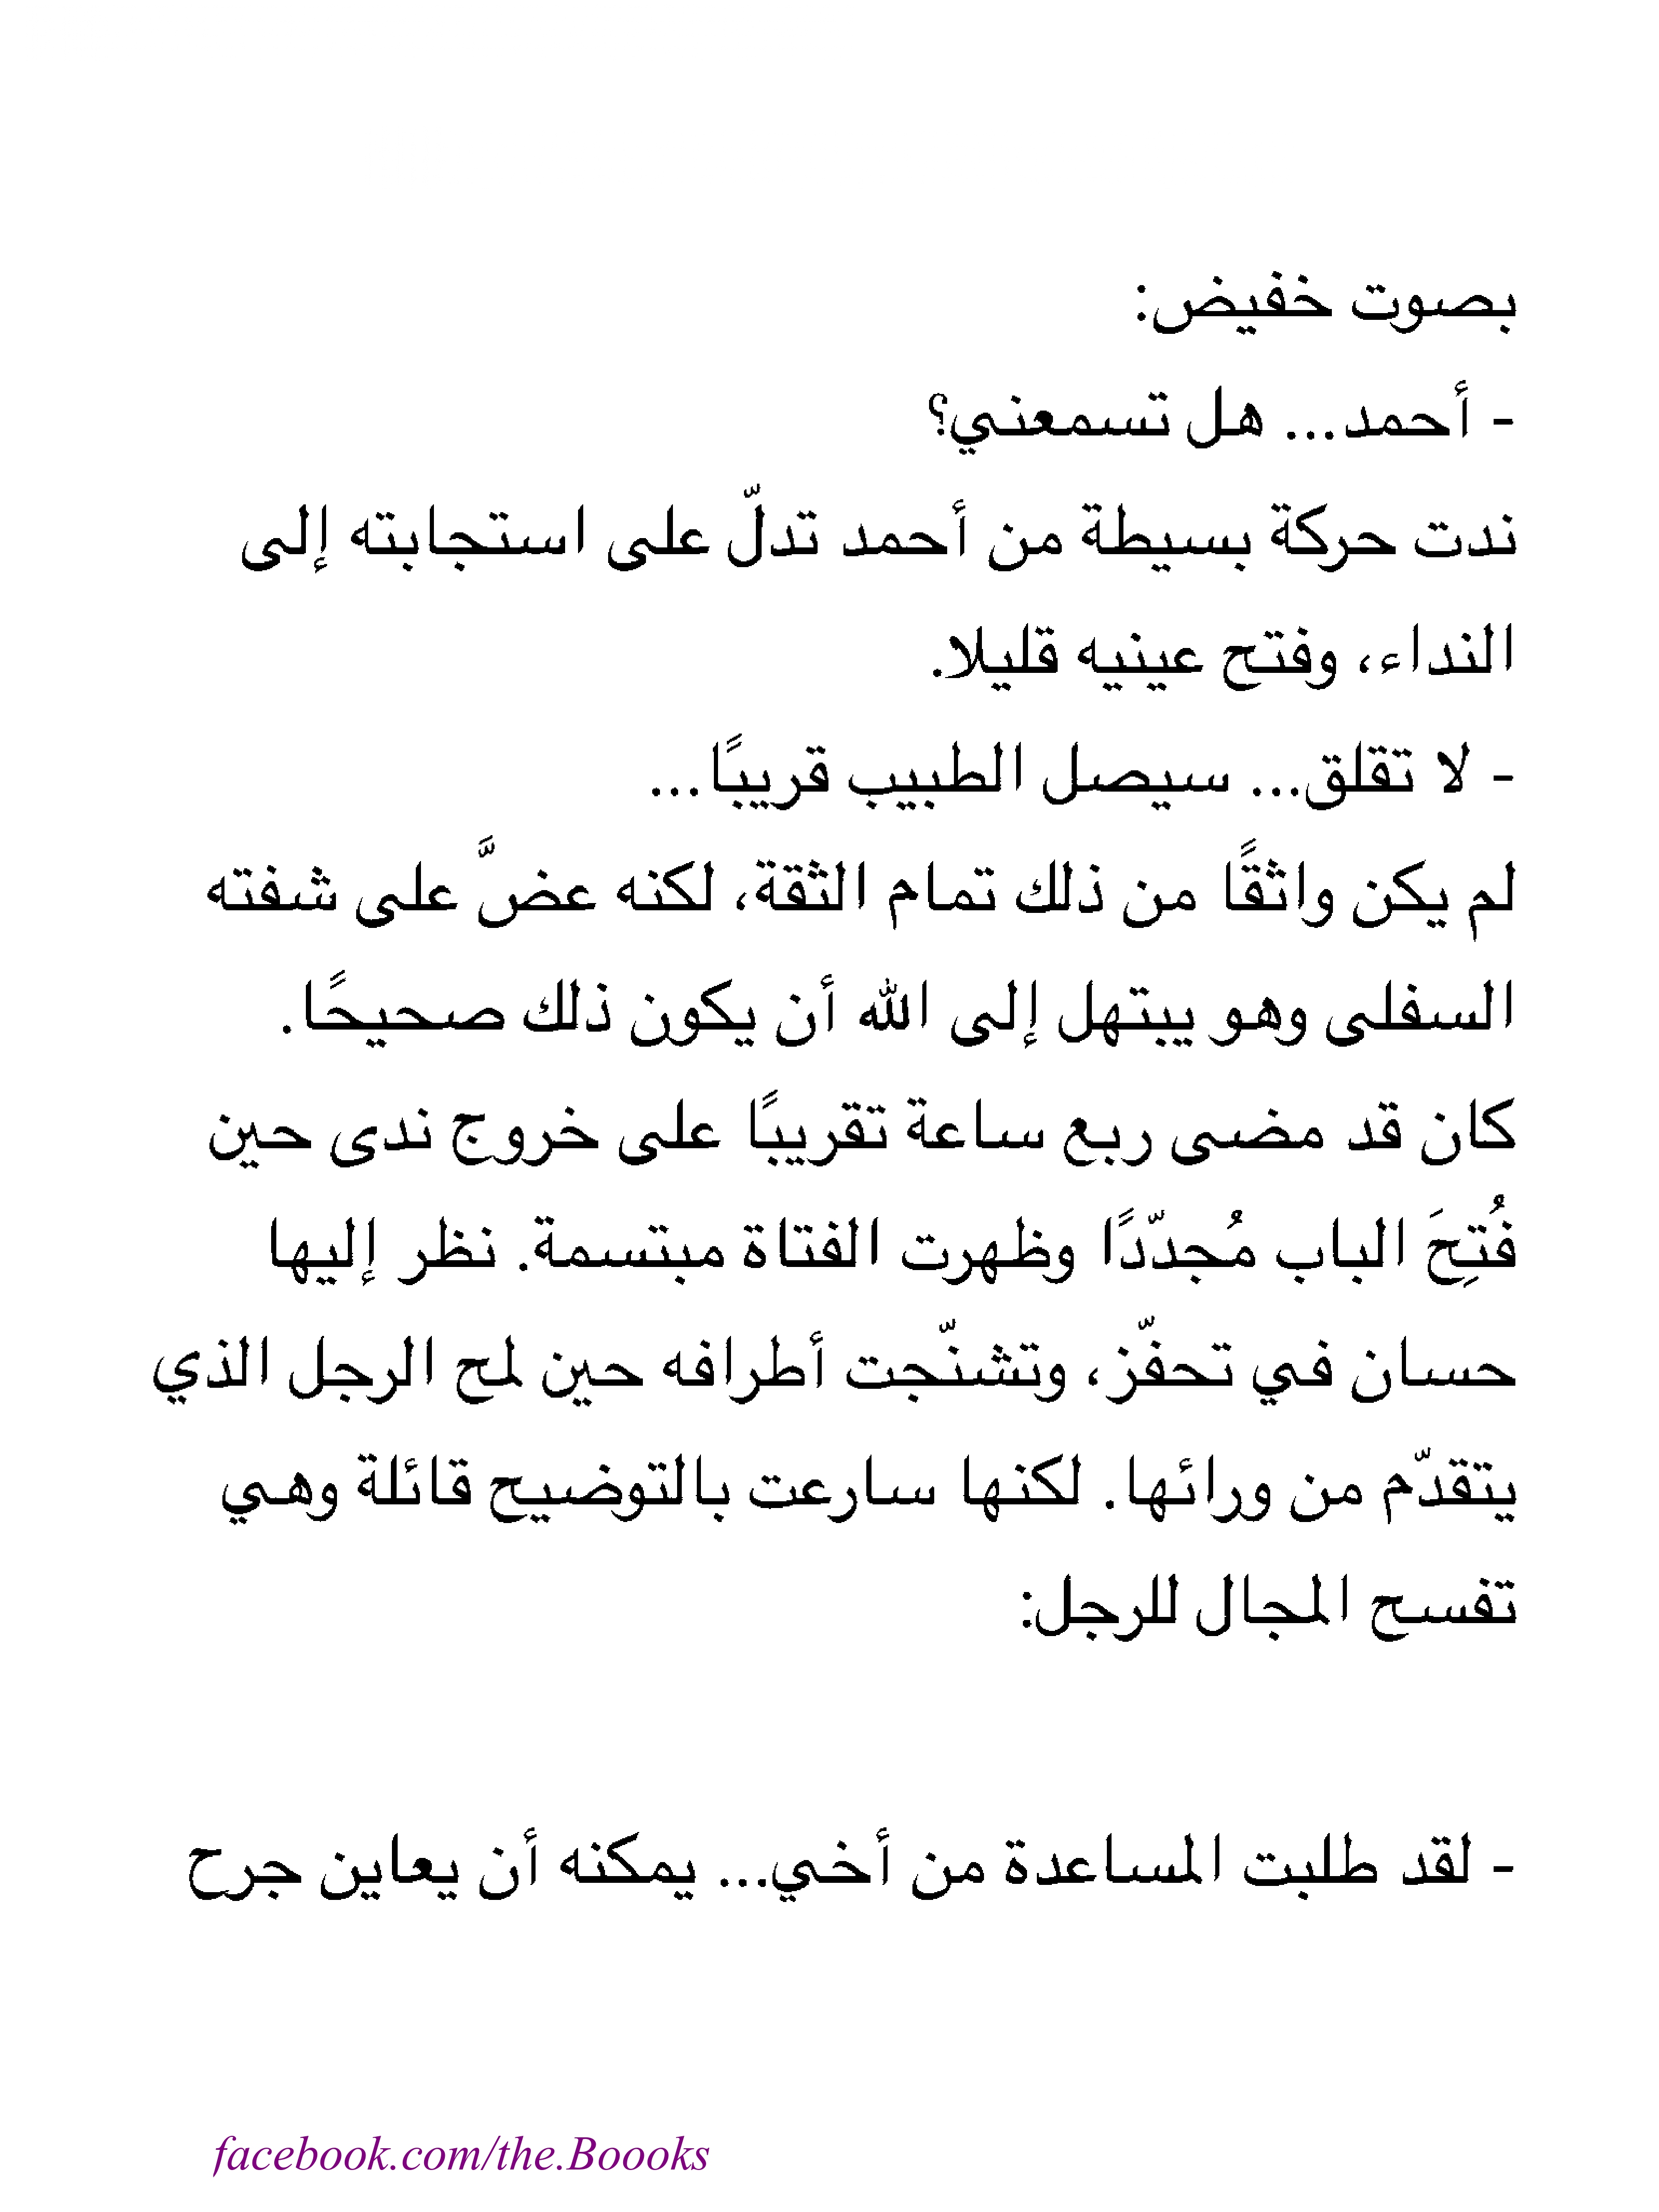 بصوت خفيض:
- أحمد... هل تسمعني؟
ندت حركة بسيطة من أحمد تدلّ على استجابته إلى
النداء، وفتح عينيه قليلا.
- لا تقلق... سيصل الطبيب قريبًا...
لم يكن واثقًا من ذلك تمام الثقة، لكنه عضَّ على شفته
السفلى وهو يبتهل إلى الله أن يكون ذلك صحيحًا.
كان قد مضى ربع ساعة تقريبًا على خروج ندى حين
فُتِحَ الباب مُجدّدًا وظهرت الفتاة مبتسمة. نظر إليها
حسان في تحفّز، وتشنّجت أطرافه حين لمح الرجل الذي
يتقدّم من ورائها. لكنها سارعت بالتوضيح قائلة وهي
تفسح المجال للرجل:
- لقد طلبت المساعدة من أخي... يمكنه أن يعاين جرح
facebook.com/the.Boooks